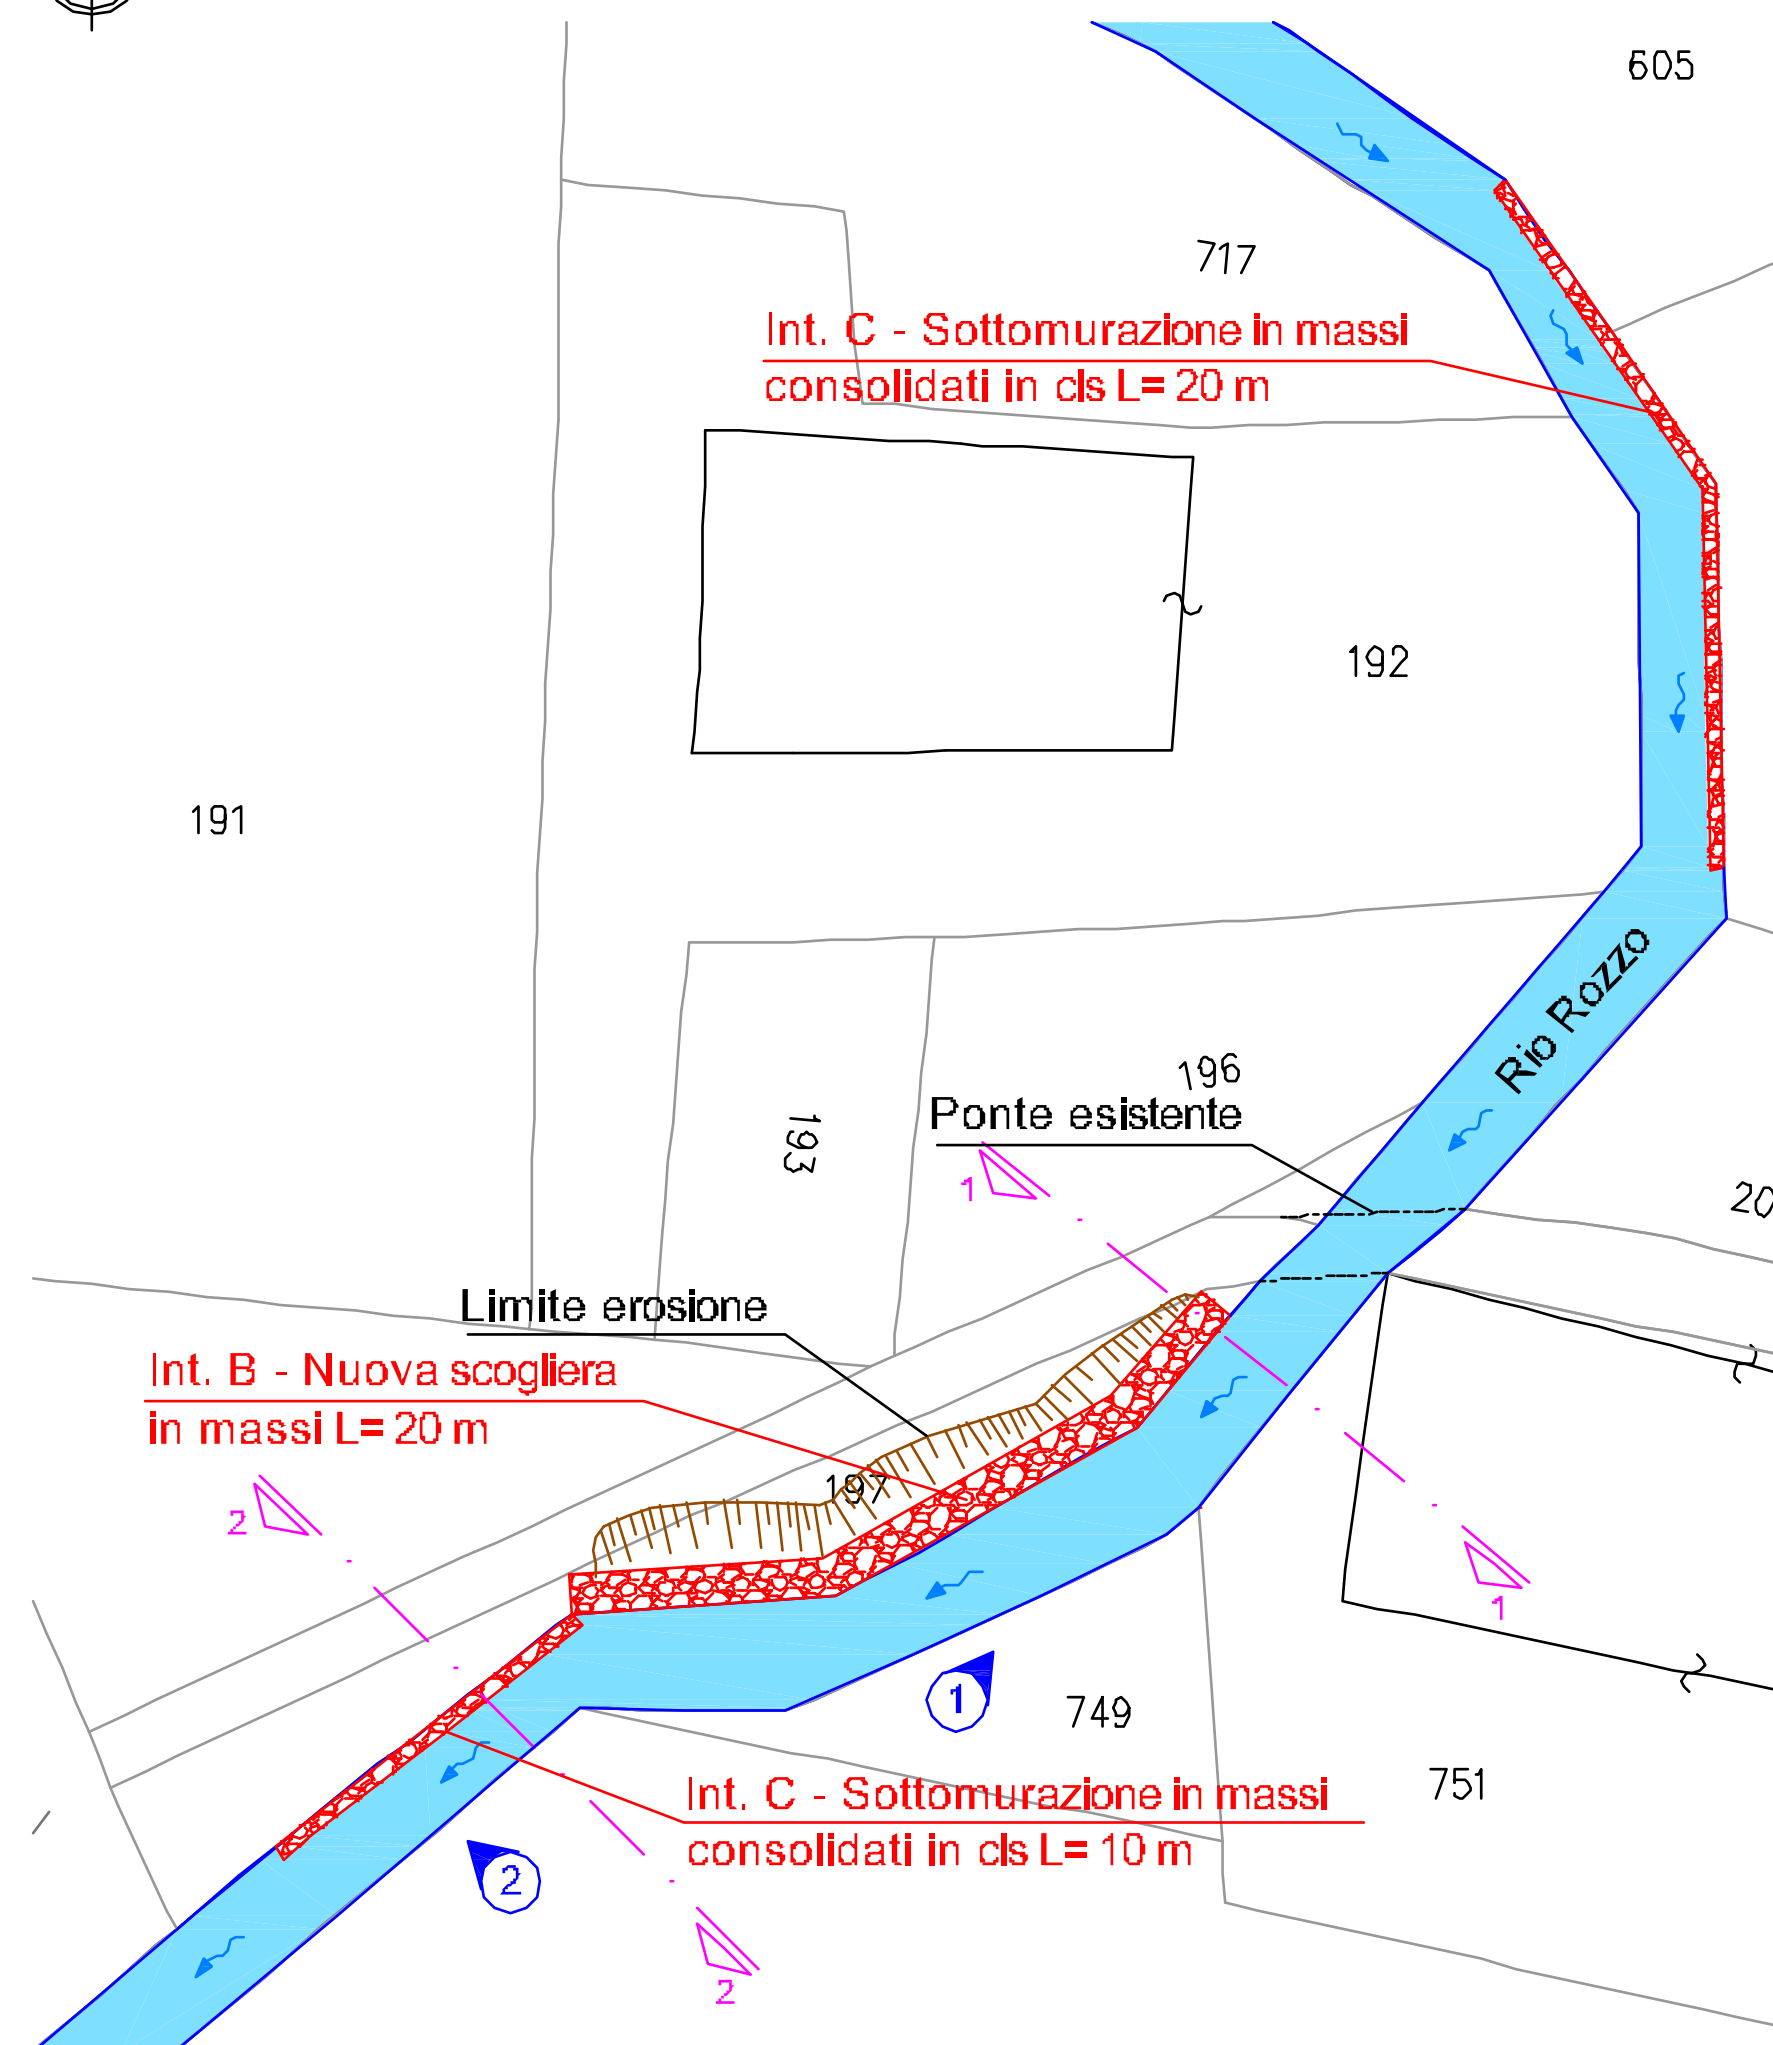 605
717
Int. C - Sottomurazione in massi
consolidati in cls L= 20 m
192
191
Rio Rozzo
196
Ponte esistente
193
1
20
Limite erosione
Int. B - Nuova scogliera
in massi L= 20 m
197
2
1
1
749
751
Int. C - Sottomurazione in massi
consolidati in cls L= 10 m
2
2